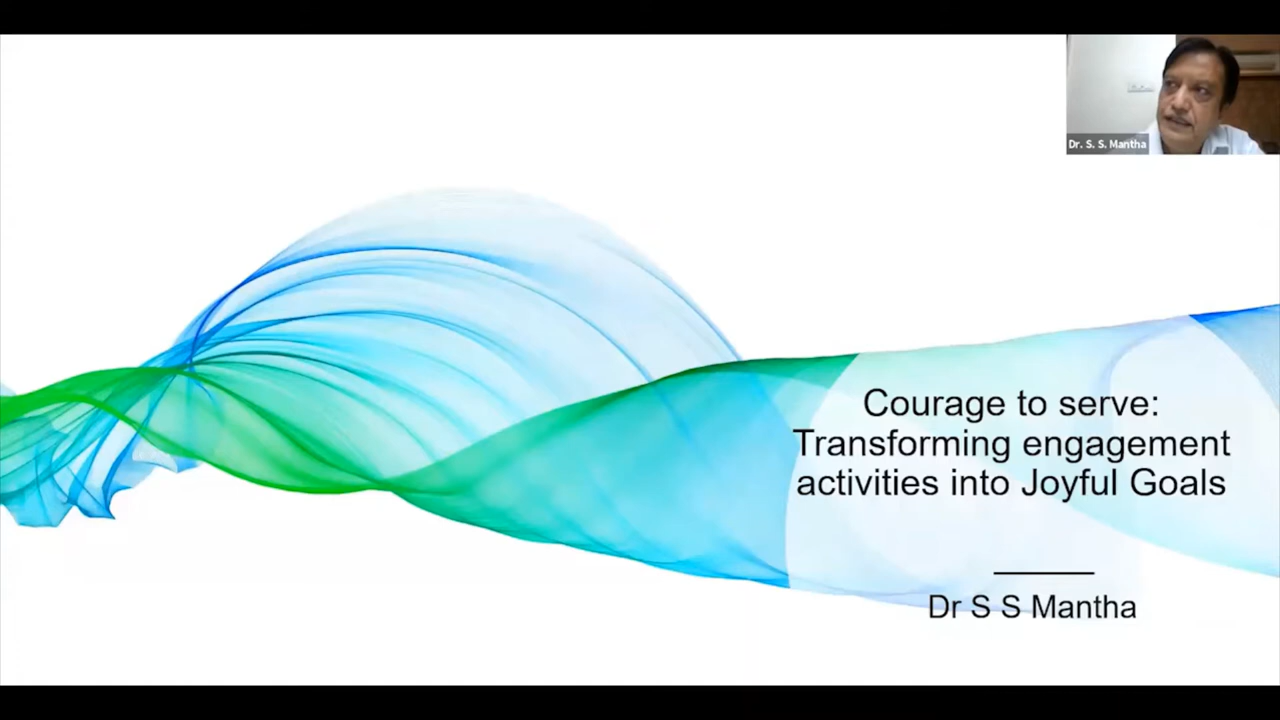 Dr. S. S. Mantha
Courage to serve:
Transforming engagement
activities into Joyful Goals
Dr S S Mantha